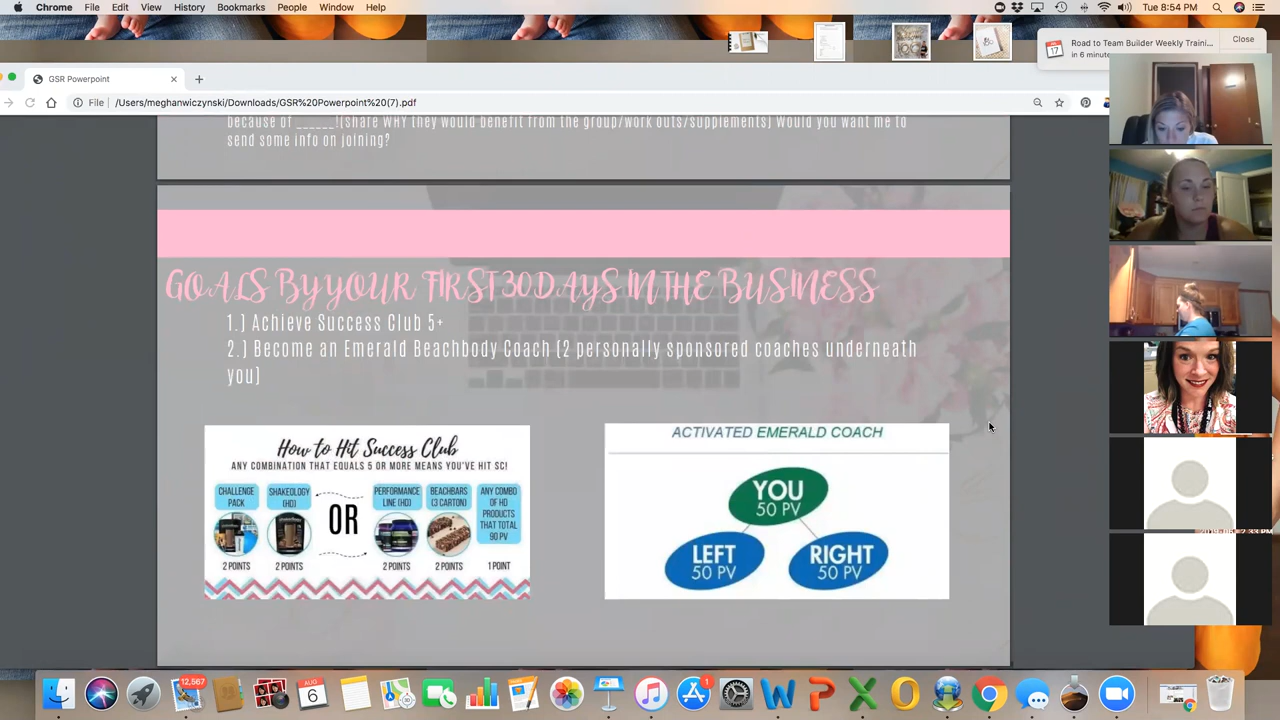 Chrome File Edit View History Bookmarks People Window Help
Tue 8:54 PM
Road to Team Builder Weekly Traini...
in 6 minute
Close
17
GSR Powerpoint
File /Users/meghanwiczynski/Downloads/GSR%20Powerpoint%20(7).pdf
because of ______!(share WHY they would benefit from the group/work outs/supplements) Would you want me to
send some info on joining?
GOALS BY YOUR FIRST 30 DAYS IN THE BUSINESS
1.) Achieve Success Club 5+
2.) Become an Emerald Beachbody Coach (2 personally sponsored coaches underneath
you)
How to Hit Success Club
ANY COMBINATION THAT EQUALS 5 OR MORE MEANS YOU'VE HIT SC!
CHALLENGE
PACK
2 POINTS
SHAKEOLOGY
(HD)
2 POINTS
OR
PERFORMANCE
LINE (HD)
2 POINTS
BEACHBARS
(3 CARTON)
2 POINTS
ANY COMBO
OF HD
PRODUCTS
THAT TOTAL
90 PV
1 POINT
ACTIVATED EMERALD COACH
YOU
50 PV
LEFT
50 PV
RIGHT
50 PV
12,567
AUG
6
1